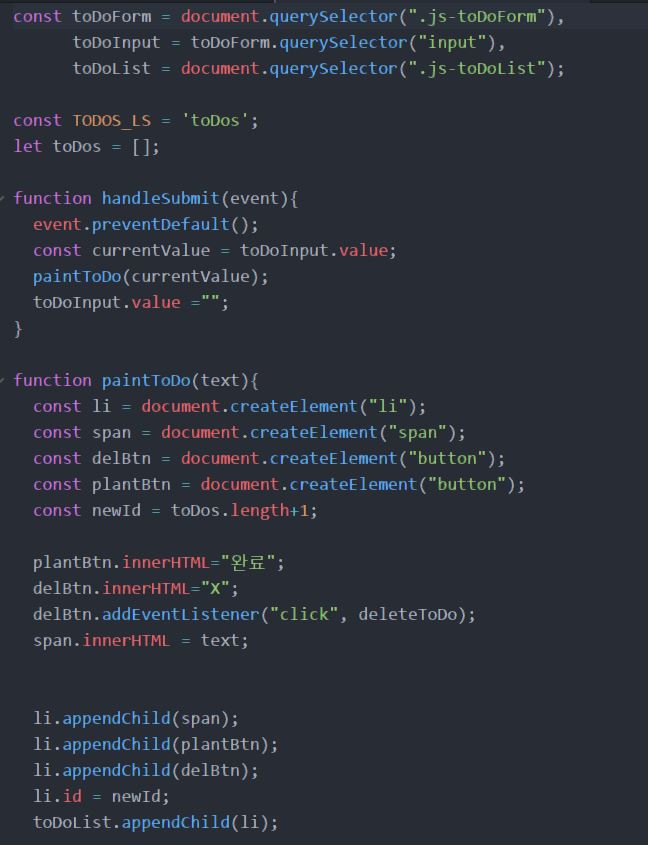 const toDoForm = document.querySelector(".js-toDoForm"),
      toDoInput = toDoForm.querySelector("input"),
      toDoList = document.querySelector(".js-toDoList");

const TODOS_LS = 'toDos';
let toDos = [];

function handleSubmit(event){
  event.preventDefault();
  const currentValue = toDoInput.value;
  paintToDo(currentValue);
  toDoInput.value ="";
}

function paintToDo(text){
  const li = document.createElement("li");
  const span = document.createElement("span");
  const delBtn = document.createElement("button");
  const plantBtn = document.createElement("button");
  const newId = toDos.length+1;

  plantBtn.innerHTML="완료";
  delBtn.innerHTML="X";
  delBtn.addEventListener("click", deleteToDo);
  span.innerHTML = text;


  li.appendChild(span);
  li.appendChild(plantBtn);
  li.appendChild(delBtn);
  li.id = newId;
  toDoList.appendChild(li);